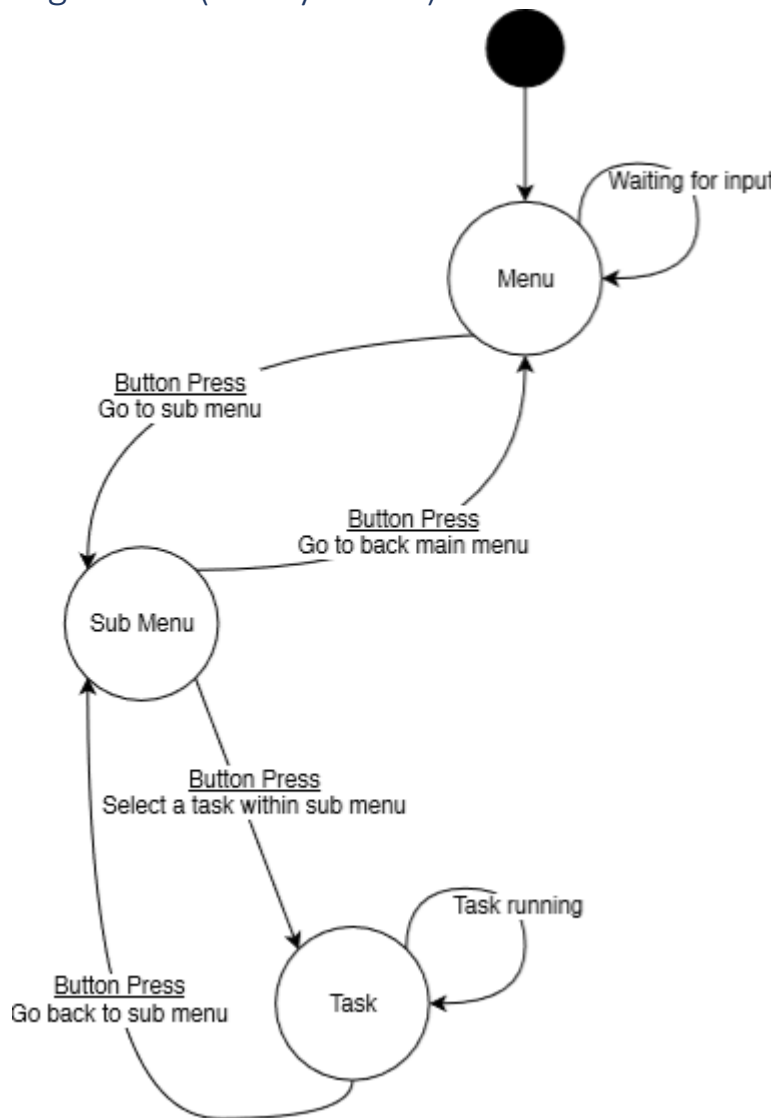 Waiting for input
Menu
Button Press
Go to sub menu
Button Press
Go to back main menu
Sub Menu
Button Press
Select a task within sub menu
Task running
Button Press
Go back to sub menu
Task